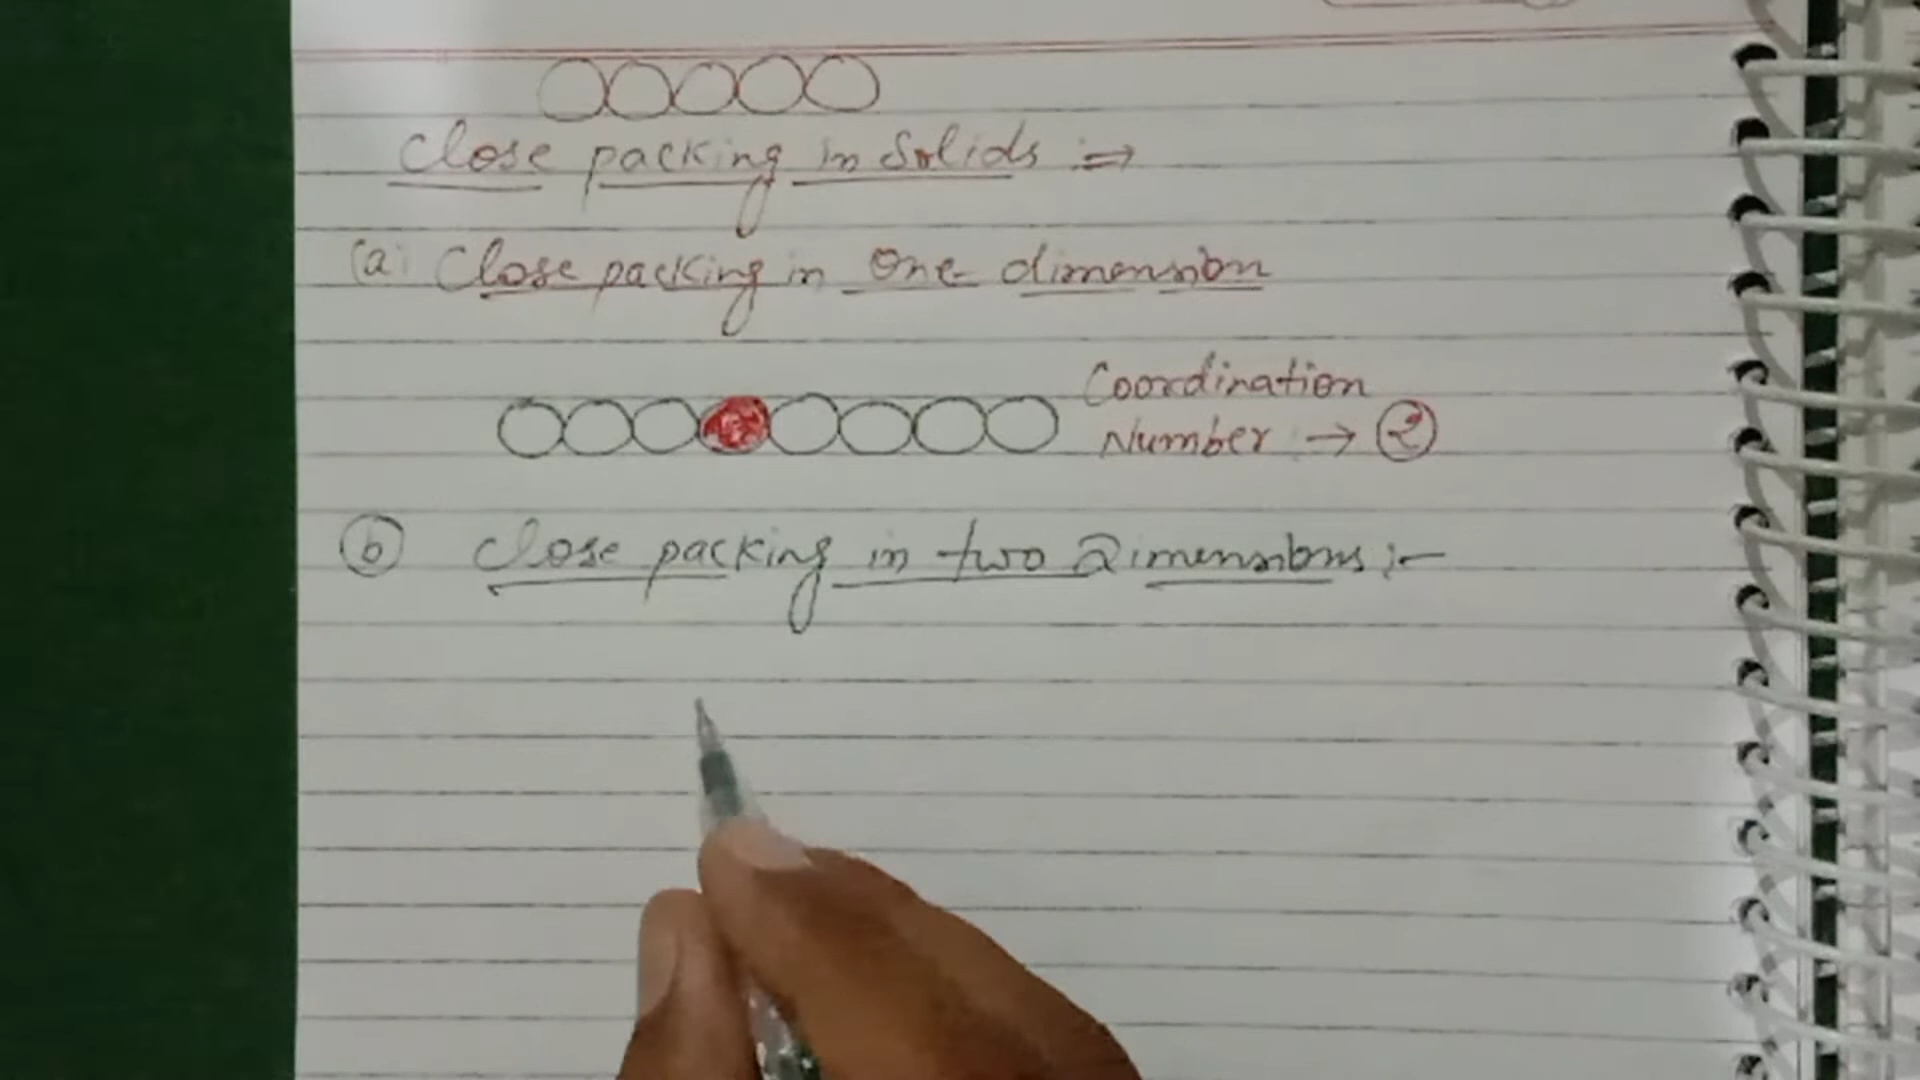 Close packing in Solids ⇒
(a) Close packing in One dimension
Coordination
Number → 2
(b) Close packing in two Dimensions :-